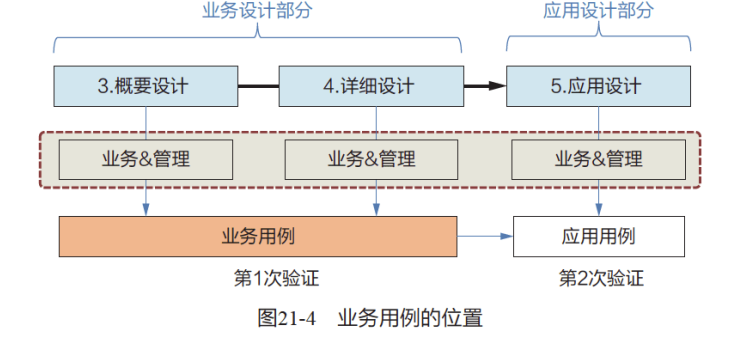 业务设计部分 应用设计部分
3.概要设计 4.详细设计 5.应用设计
业务&管理 业务&管理 业务&管理
业务用例 应用用例
第1次验证 第2次验证
图21-4 业务用例的位置